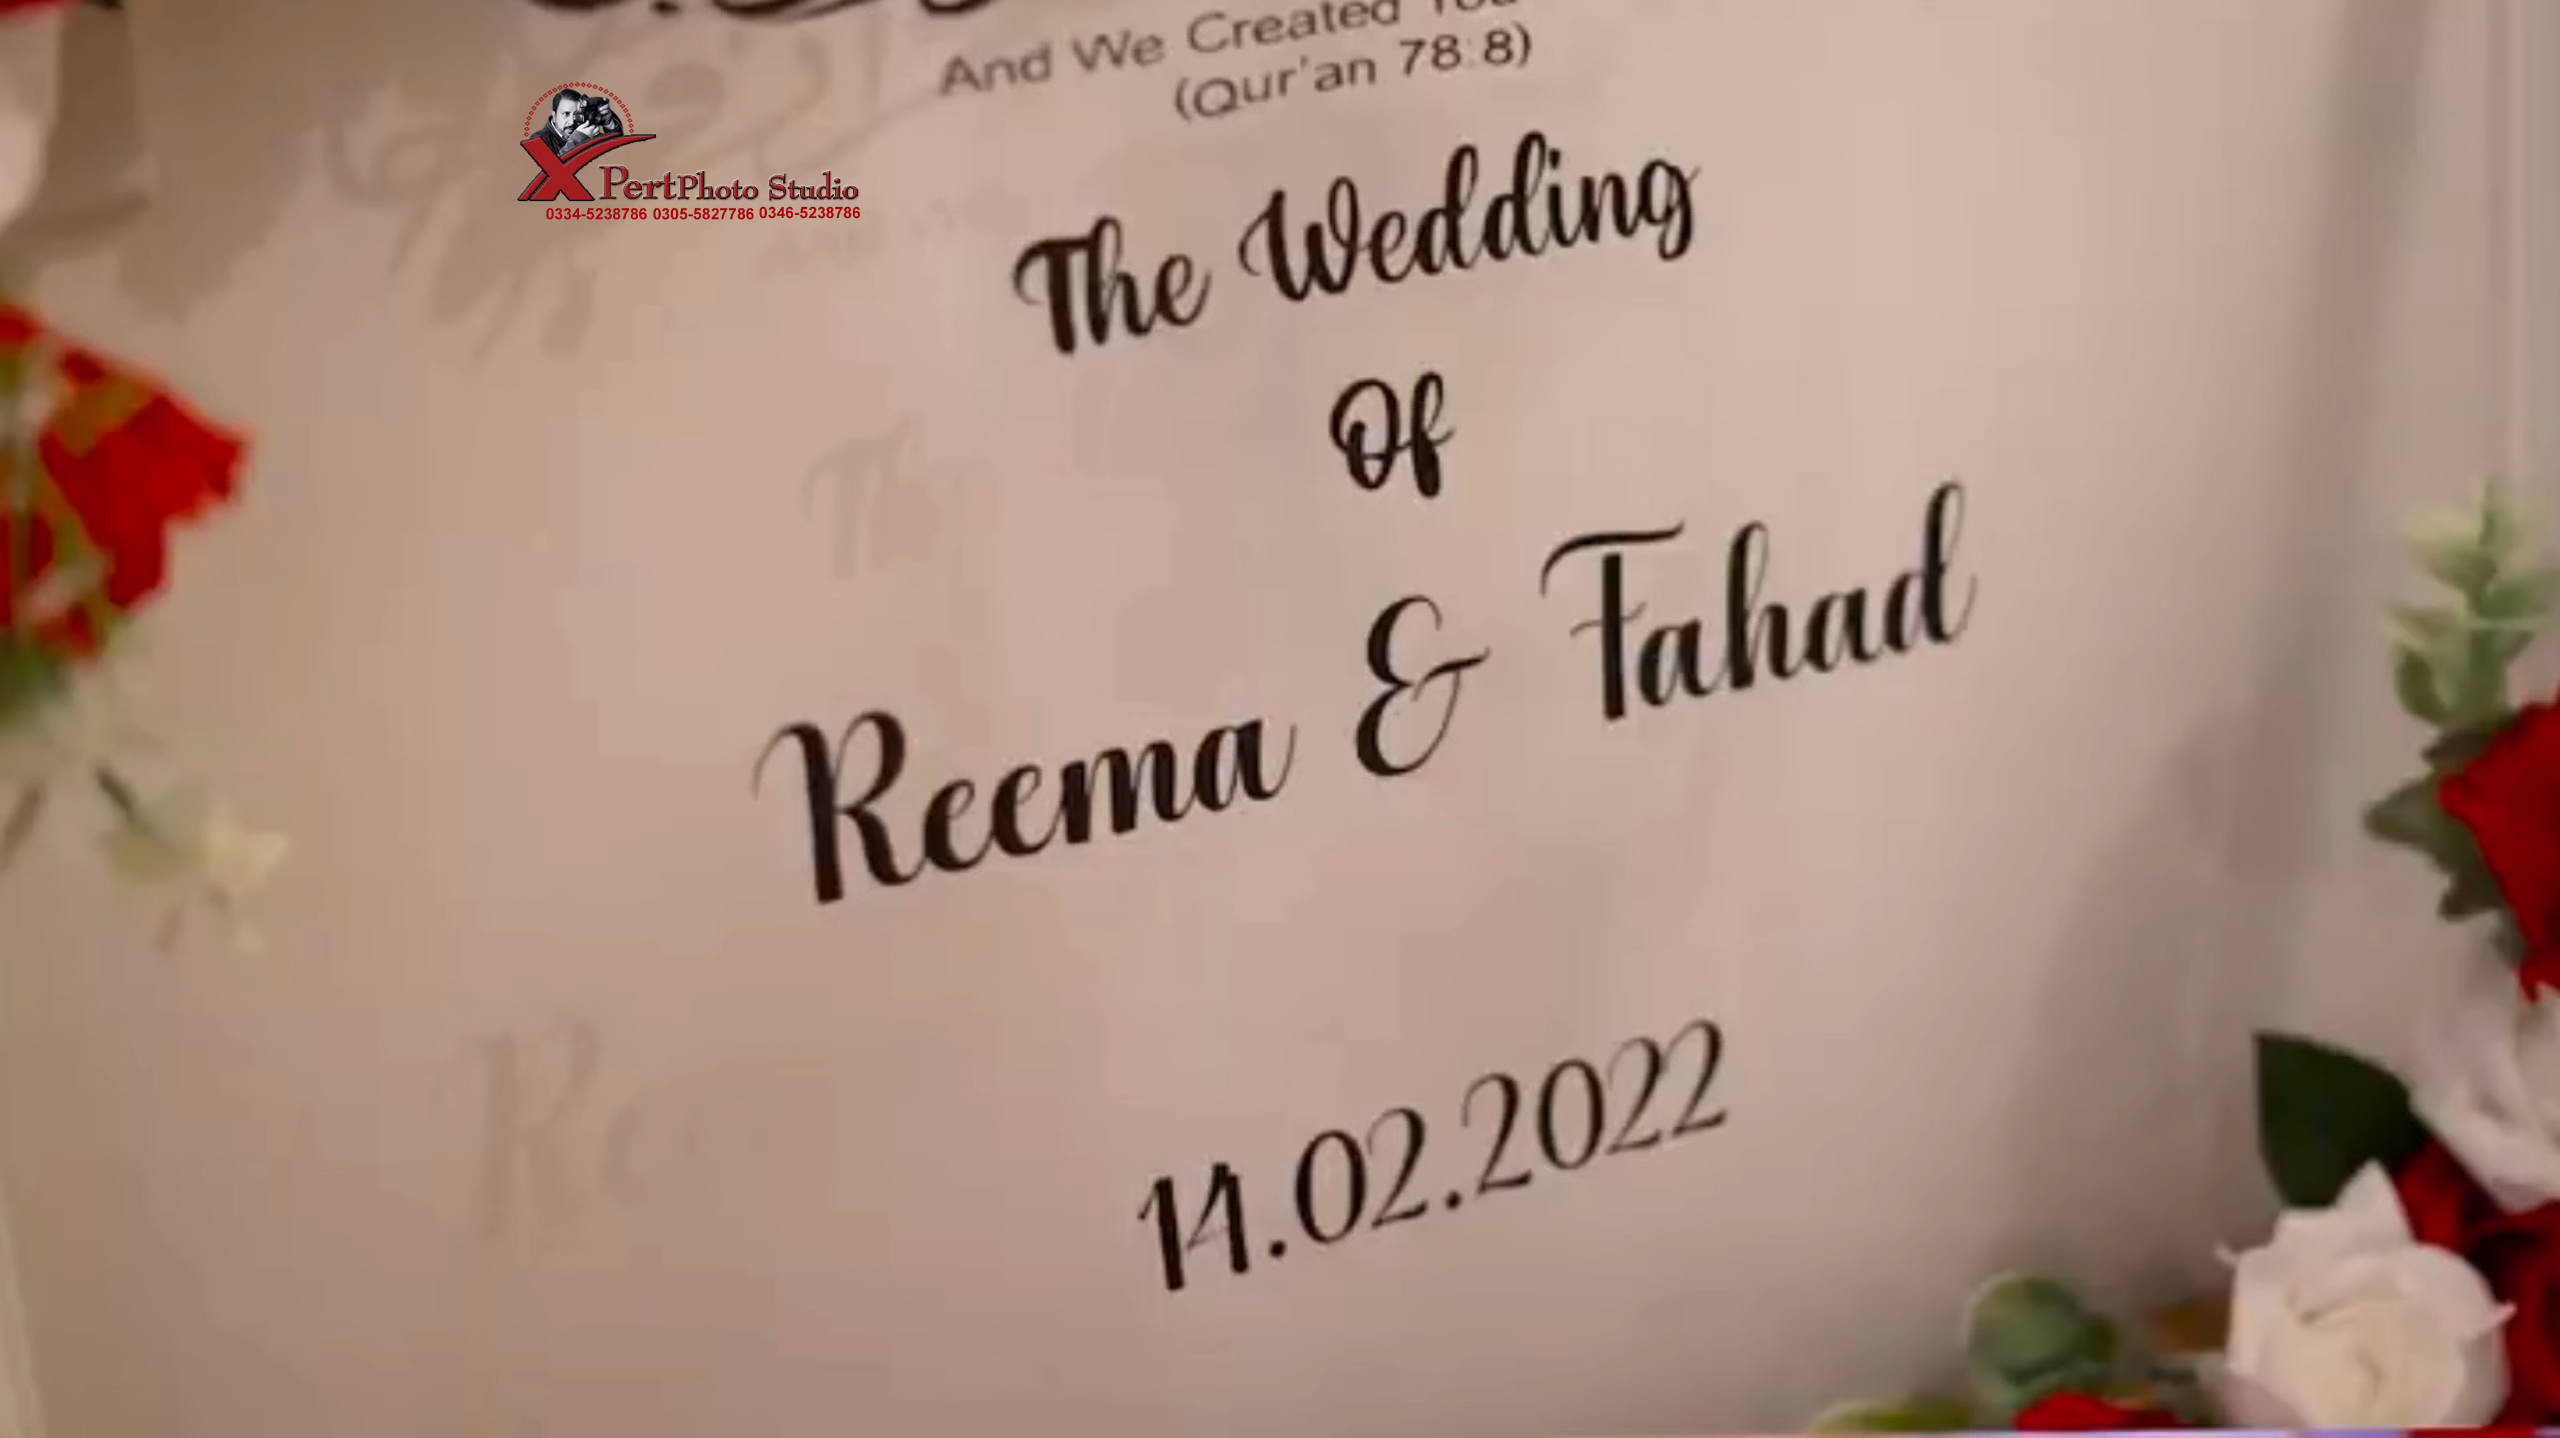 And We Created You
(Qur'an 78:8)
XPertPhoto Studio
0334-5238786 0305-5827786 0346-5238786
The Wedding
Of
Reema & Fahad
14.02.2022